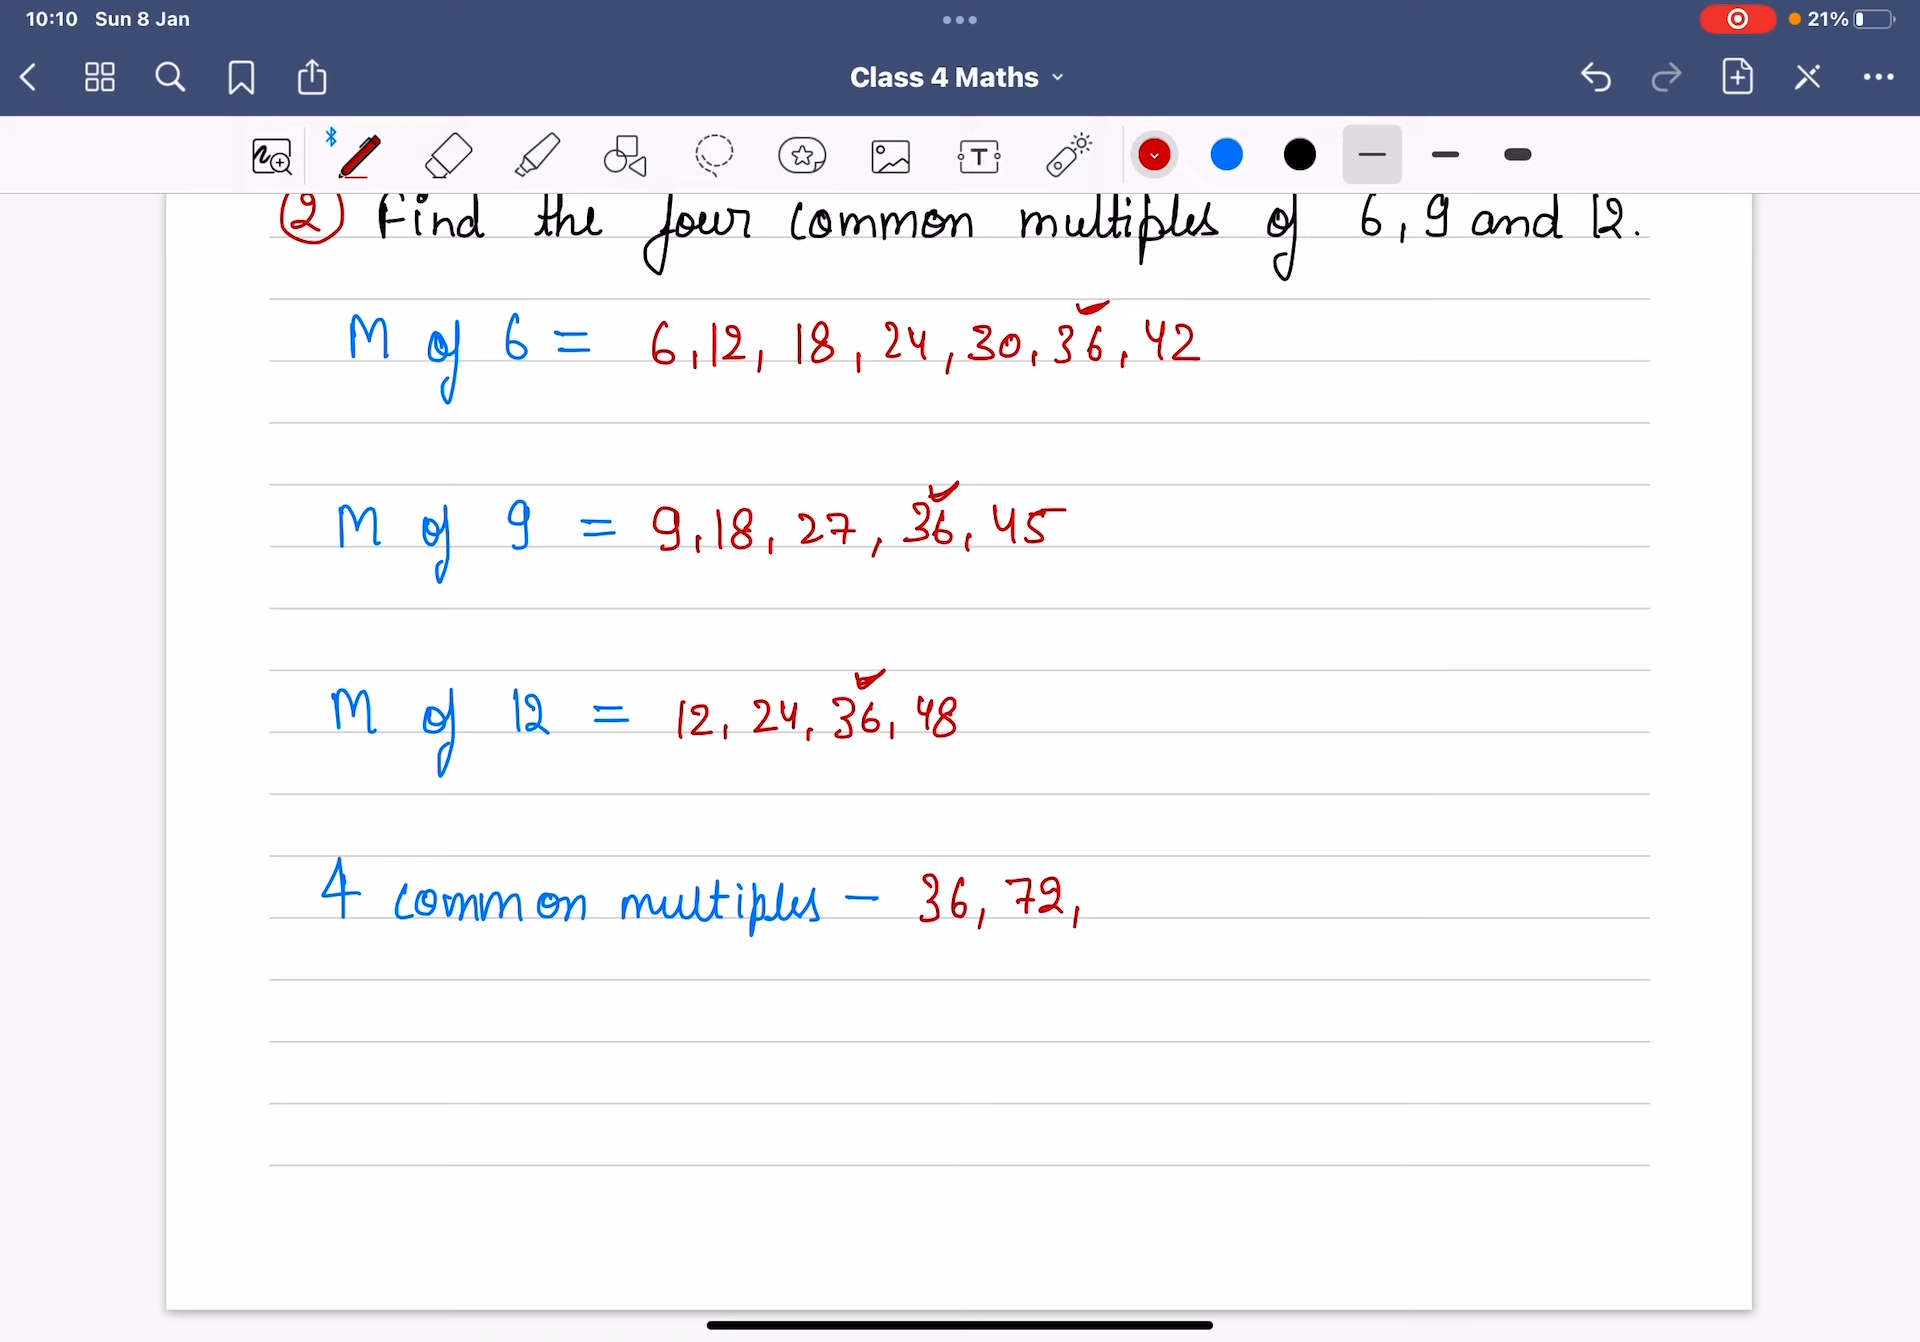 10:10 Sun 8 Jan 21%
Class 4 Maths
T
② Find the four common multiples of 6, 9 and 12.
M of 6 = 6, 12, 18, 24, 30, 36, 42
M of 9 = 9, 18, 27, 36, 45
M of 12 = 12, 24, 36, 48
4 common multiples - 36, 72,